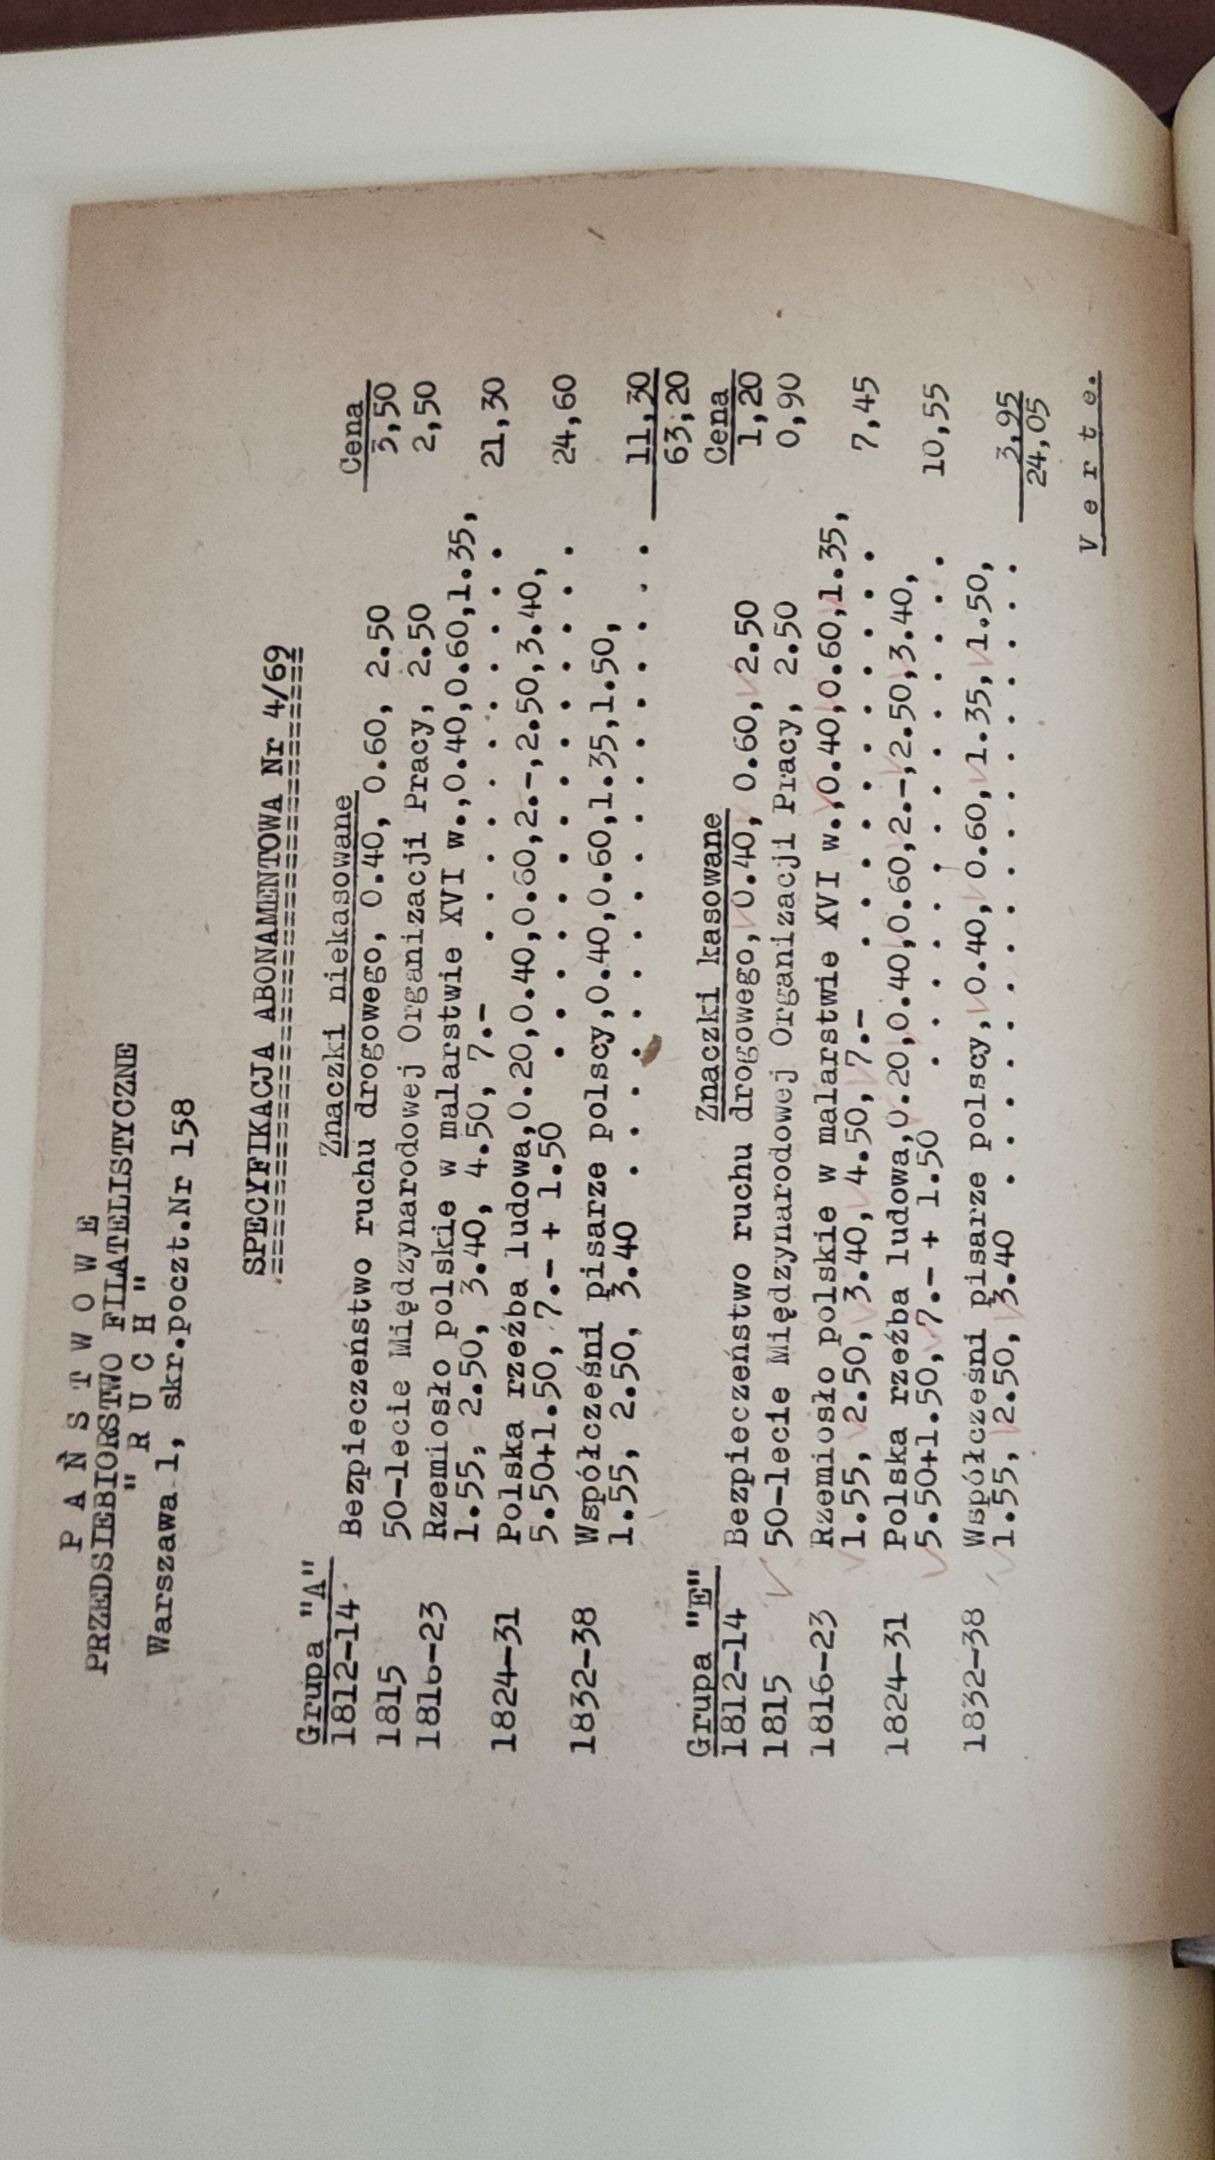 P A Ń S T W O W E
PRZEDSIĘBIORSTWO FILATELISTYCZNE
"R U C H"
Warszawa 1, skr.poczt.Nr 158
SPECYFIKACJA ABONAMENTOWA Nr 4/69
Grupa "A" Znaczki niekasowane Cena
1812-14 Bezpieczeństwo ruchu drogowego, 0.40, 0.60, 2.50 3,50
1815 50-lecie Międzynarodowej Organizacji Pracy, 2.50 2,50
1816-23 Rzemiosło polskie w malarstwie XVI w.,0.40,0.60,1.35,
1.55, 2.50, 3.40, 4.50, 7.- . . . . . . . . . 21,30
1824-31 Polska rzeźba ludowa,0.20,0.40,0.60,2.-,2.50,3.40,
5.50+1.50, 7.- + 1.50 . . . . . . . . . . . . 24,60
1832-38 Współcześni pisarze polscy,0.40,0.60,1.35,1.50,
1.55, 2.50, 3.40 . . . . . . . . . . . . . . . 11,30
63,20
Grupa "E" Znaczki kasowane Cena
1812-14 Bezpieczeństwo ruchu drogowego, 0.40, 0.60, 2.50 1,20
1815 50-lecie Międzynarodowej Organizacji Pracy, 2.50 0,90
1816-23 Rzemiosło polskie w malarstwie XVI w.,0.40,0.60,1.35,
1.55, 2.50, 3.40, 4.50, 7.- . . . . . . . . . 7,45
1824-31 Polska rzeźba ludowa,0.20,0.40,0.60,2.-,2.50,3.40,
5.50+1.50, 7.- + 1.50 . . . . . . . . . . . . 10,55
1832-38 Współcześni pisarze polscy, 0.40, 0.60, 1.35, 1.50,
1.55, 2.50, 3.40 . . . . . . . . . . . . . . . 3,95
24,05
V e r t e.